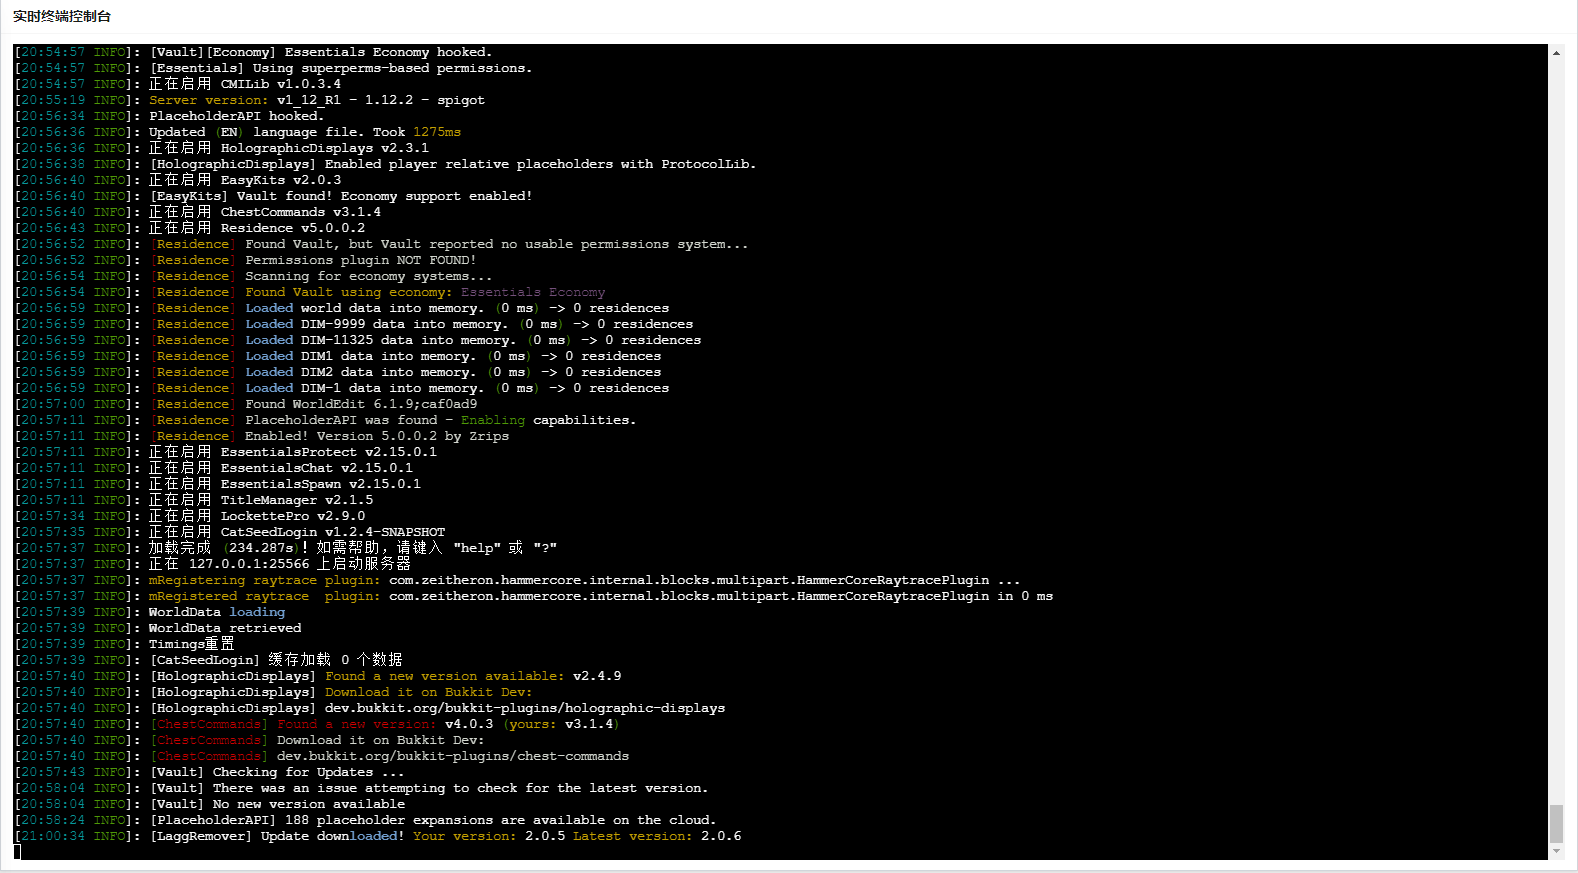 实时终端控制台
[20:54:57 INFO]: [Vault][Economy] Essentials Economy hooked.
[20:54:57 INFO]: [Essentials] Using superperms-based permissions.
[20:54:57 INFO]: 正在启用 CMILib v1.0.3.4
[20:55:19 INFO]: Server version: v1_12_R1 - 1.12.2 - spigot
[20:56:34 INFO]: PlaceholderAPI hooked.
[20:56:36 INFO]: Updated (EN) language file. Took 1275ms
[20:56:36 INFO]: 正在启用 HolographicDisplays v2.3.1
[20:56:38 INFO]: [HolographicDisplays] Enabled player relative placeholders with ProtocolLib.
[20:56:40 INFO]: 正在启用 EasyKits v2.0.3
[20:56:40 INFO]: [EasyKits] Vault found! Economy support enabled!
[20:56:40 INFO]: 正在启用 ChestCommands v3.1.4
[20:56:43 INFO]: 正在启用 Residence v5.0.0.2
[20:56:52 INFO]: [Residence] Found Vault, but Vault reported no usable permissions system...
[20:56:52 INFO]: [Residence] Permissions plugin NOT FOUND!
[20:56:54 INFO]: [Residence] Scanning for economy systems...
[20:56:54 INFO]: [Residence] Found Vault using economy: Essentials Economy
[20:56:59 INFO]: [Residence] Loaded world data into memory. (0 ms) -> 0 residences
[20:56:59 INFO]: [Residence] Loaded DIM-9999 data into memory. (0 ms) -> 0 residences
[20:56:59 INFO]: [Residence] Loaded DIM-11325 data into memory. (0 ms) -> 0 residences
[20:56:59 INFO]: [Residence] Loaded DIM1 data into memory. (0 ms) -> 0 residences
[20:56:59 INFO]: [Residence] Loaded DIM2 data into memory. (0 ms) -> 0 residences
[20:56:59 INFO]: [Residence] Loaded DIM-1 data into memory. (0 ms) -> 0 residences
[20:57:00 INFO]: [Residence] Found WorldEdit 6.1.9;caf0ad9
[20:57:11 INFO]: [Residence] PlaceholderAPI was found - Enabling capabilities.
[20:57:11 INFO]: [Residence] Enabled! Version 5.0.0.2 by Zrips
[20:57:11 INFO]: 正在启用 EssentialsProtect v2.15.0.1
[20:57:11 INFO]: 正在启用 EssentialsChat v2.15.0.1
[20:57:11 INFO]: 正在启用 EssentialsSpawn v2.15.0.1
[20:57:11 INFO]: 正在启用 TitleManager v2.1.5
[20:57:34 INFO]: 正在启用 LockettePro v2.9.0
[20:57:35 INFO]: 正在启用 CatSeedLogin v1.2.4-SNAPSHOT
[20:57:37 INFO]: 加载完成 (234.287s)! 如需帮助，请键入 "help" 或 "?"
[20:57:37 INFO]: 正在 127.0.0.1:25566 上启动服务器
[20:57:37 INFO]: mRegistering raytrace plugin: com.zeitheron.hammercore.internal.blocks.multipart.HammerCoreRaytracePlugin ...
[20:57:37 INFO]: mRegistered raytrace  plugin: com.zeitheron.hammercore.internal.blocks.multipart.HammerCoreRaytracePlugin in 0 ms
[20:57:39 INFO]: WorldData loading
[20:57:39 INFO]: WorldData retrieved
[20:57:39 INFO]: Timings重置
[20:57:39 INFO]: [CatSeedLogin] 缓存加载 0 个数据
[20:57:40 INFO]: [HolographicDisplays] Found a new version available: v2.4.9
[20:57:40 INFO]: [HolographicDisplays] Download it on Bukkit Dev:
[20:57:40 INFO]: [HolographicDisplays] dev.bukkit.org/bukkit-plugins/holographic-displays
[20:57:40 INFO]: [ChestCommands] Found a new version: v4.0.3 (yours: v3.1.4)
[20:57:40 INFO]: [ChestCommands] Download it on Bukkit Dev:
[20:57:40 INFO]: [ChestCommands] dev.bukkit.org/bukkit-plugins/chest-commands
[20:57:43 INFO]: [Vault] Checking for Updates ...
[20:58:04 INFO]: [Vault] There was an issue attempting to check for the latest version.
[20:58:04 INFO]: [Vault] No new version available
[20:58:24 INFO]: [PlaceholderAPI] 188 placeholder expansions are available on the cloud.
[21:00:34 INFO]: [LaggRemover] Update downloaded! Your version: 2.0.5 Latest version: 2.0.6